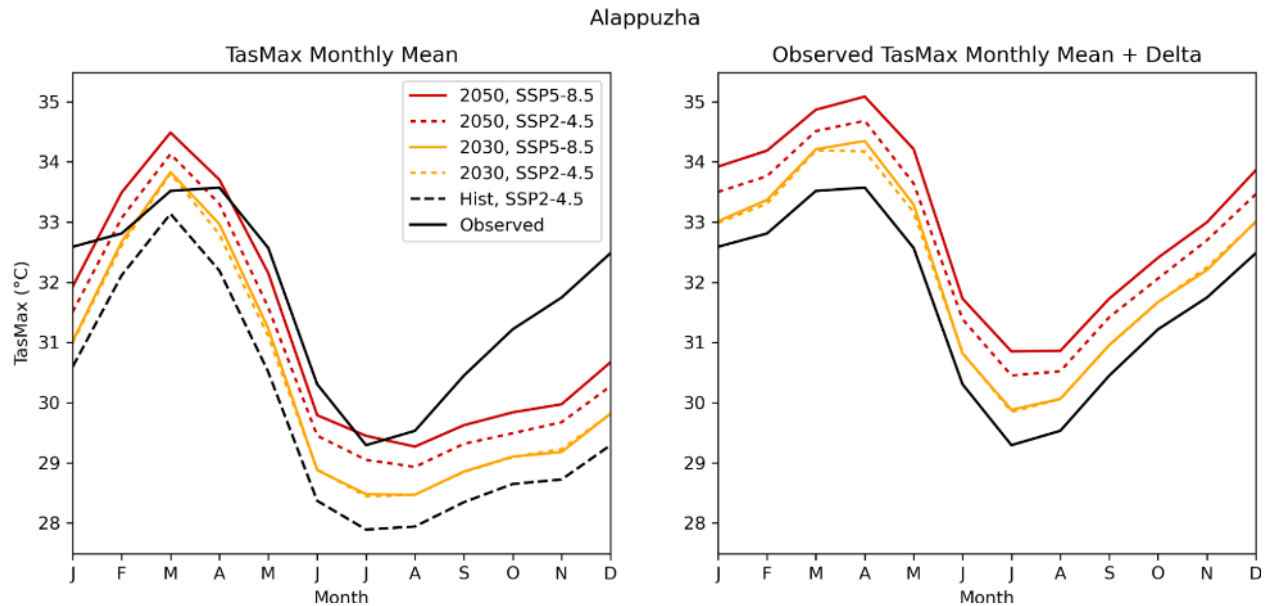 Alappuzha
TasMax Monthly Mean
35
34
33
32
31
30
29
28
TasMax (°C)
2050, SSP5-8.5
2050, SSP2-4.5
2030, SSP5-8.5
2030, SSP2-4.5
Hist, SSP2-4.5
Observed
J F M A M J J A S O N D
Month
Observed TasMax Monthly Mean + Delta
35
34
33
32
31
30
29
28
J F M A M J J A S O N D
Month